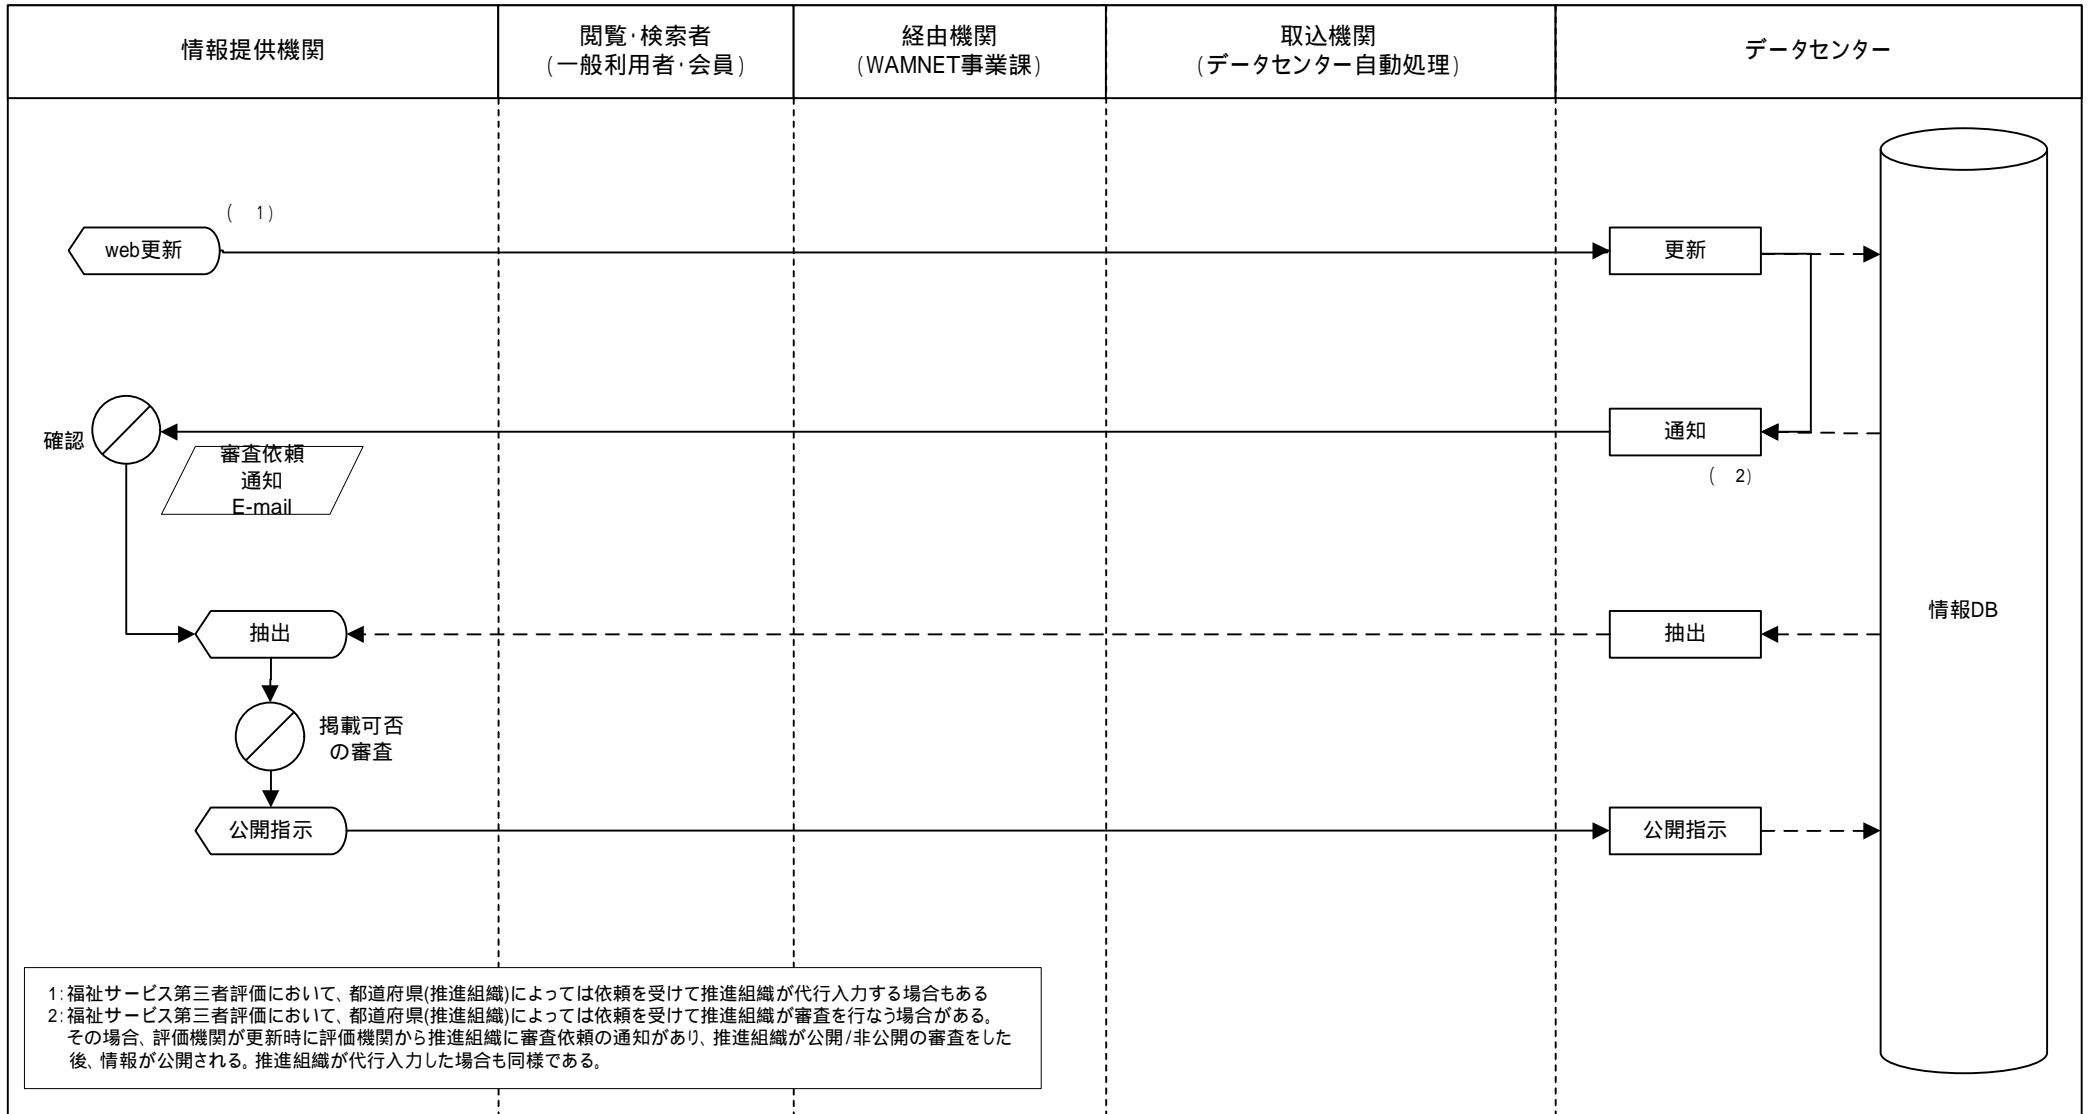 情報提供機関
閲覧・検索者
(一般利用者・会員)
経由機関
(WAMNET事業課)
取込機関
(データセンター自動処理)
データセンター
( 1)
web更新
更新
確認
審査依頼
通知
E-mail
通知
( 2)
抽出
抽出
情報DB
掲載可否
の審査
公開指示
公開指示
1:福祉サービス第三者評価において、都道府県(推進組織)によっては依頼を受けて推進組織が代行入力する場合もある
2:福祉サービス第三者評価において、都道府県(推進組織)によっては依頼を受けて推進組織が審査を行なう場合がある。
その場合、評価機関が更新時に評価機関から推進組織に審査依頼の通知があり、推進組織が公開/非公開の審査をした
後、情報が公開される。推進組織が代行入力した場合も同様である。